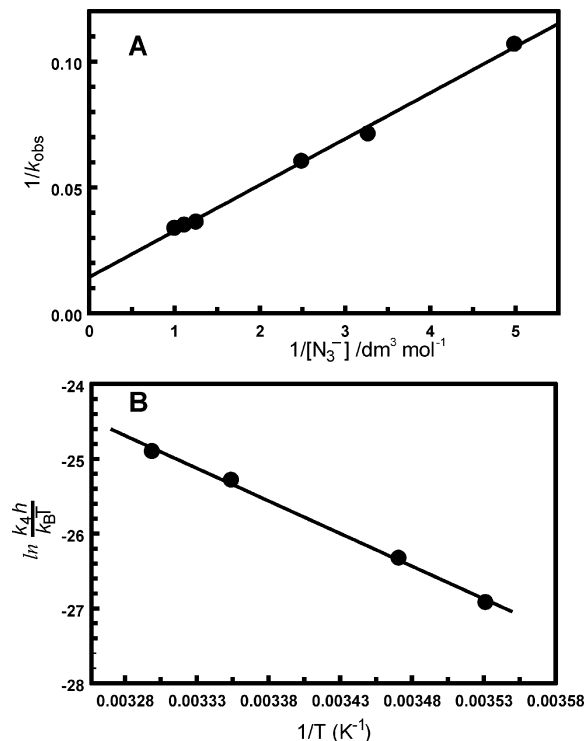 A
0.10
0.05
0.00
1/kobs
0 1 2 3 4 5
1/[N₃⁻] /dm³ mol⁻¹
B
-24
-25
-26
-27
-28
ln k₄h/kBT
0.00328 0.00333 0.00338 0.00343 0.00348 0.00353 0.00358
1/T (K⁻¹)